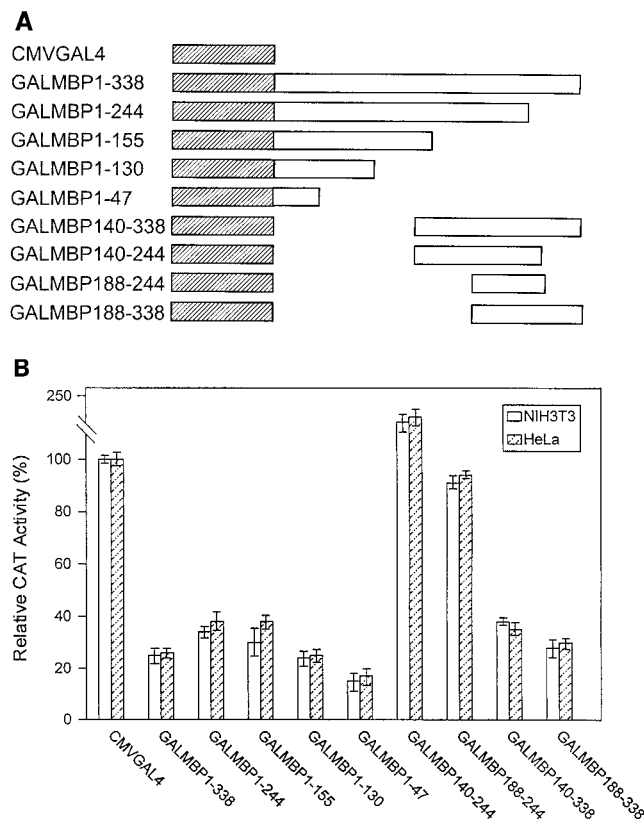 A
CMVGAL4
GALMBP1-338
GALMBP1-244
GALMBP1-155
GALMBP1-130
GALMBP1-47
GALMBP140-338
GALMBP140-244
GALMBP188-244
GALMBP188-338
B
Relative CAT Activity (%)
250
100
80
60
40
20
0
NIH3T3
HeLa
CMVGAL4
GALMBP1-338
GALMBP1-244
GALMBP1-155
GALMBP1-130
GALMBP1-47
GALMBP140-244
GALMBP188-244
GALMBP140-338
GALMBP188-338